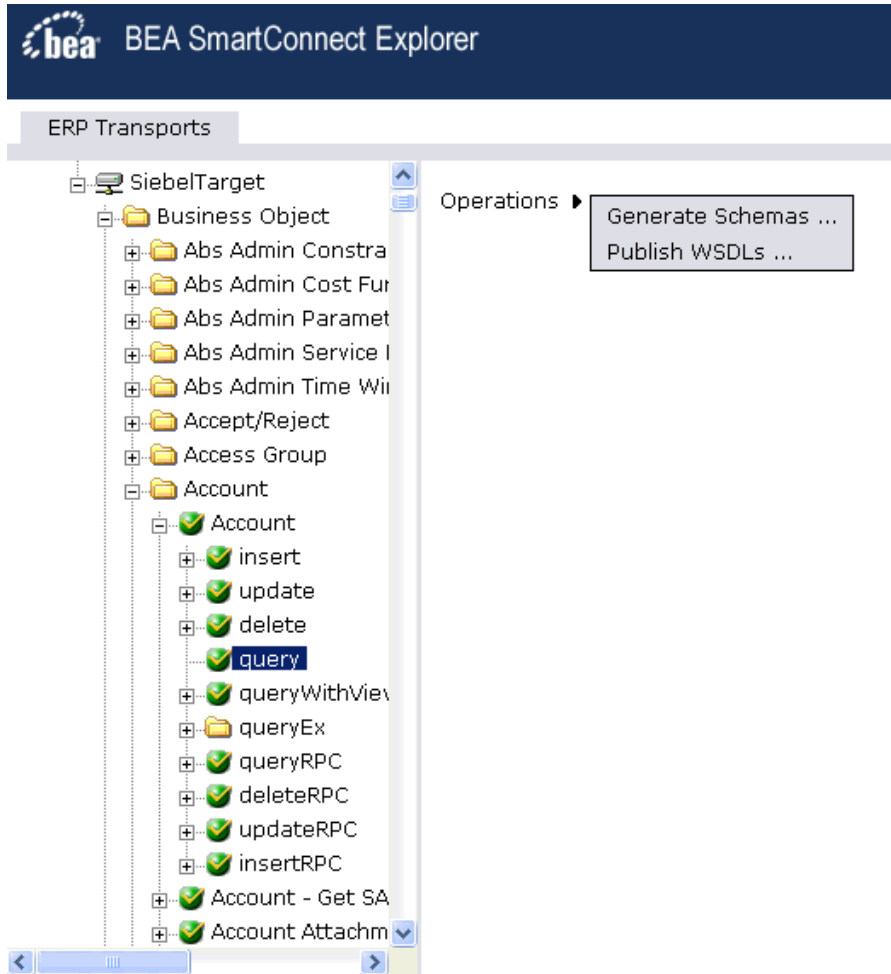 bea BEA SmartConnect Explorer
ERP Transports
SiebelTarget
Business Object
Abs Admin Constra
Abs Admin Cost Fur
Abs Admin Paramet
Abs Admin Service
Abs Admin Time Wi
Accept/Reject
Access Group
Account
Account
insert
update
delete
query
queryWithView
queryEx
queryRPC
deleteRPC
updateRPC
insertRPC
Account - Get SA
Account Attachm
Operations
Generate Schemas ...
Publish WSDLs ...